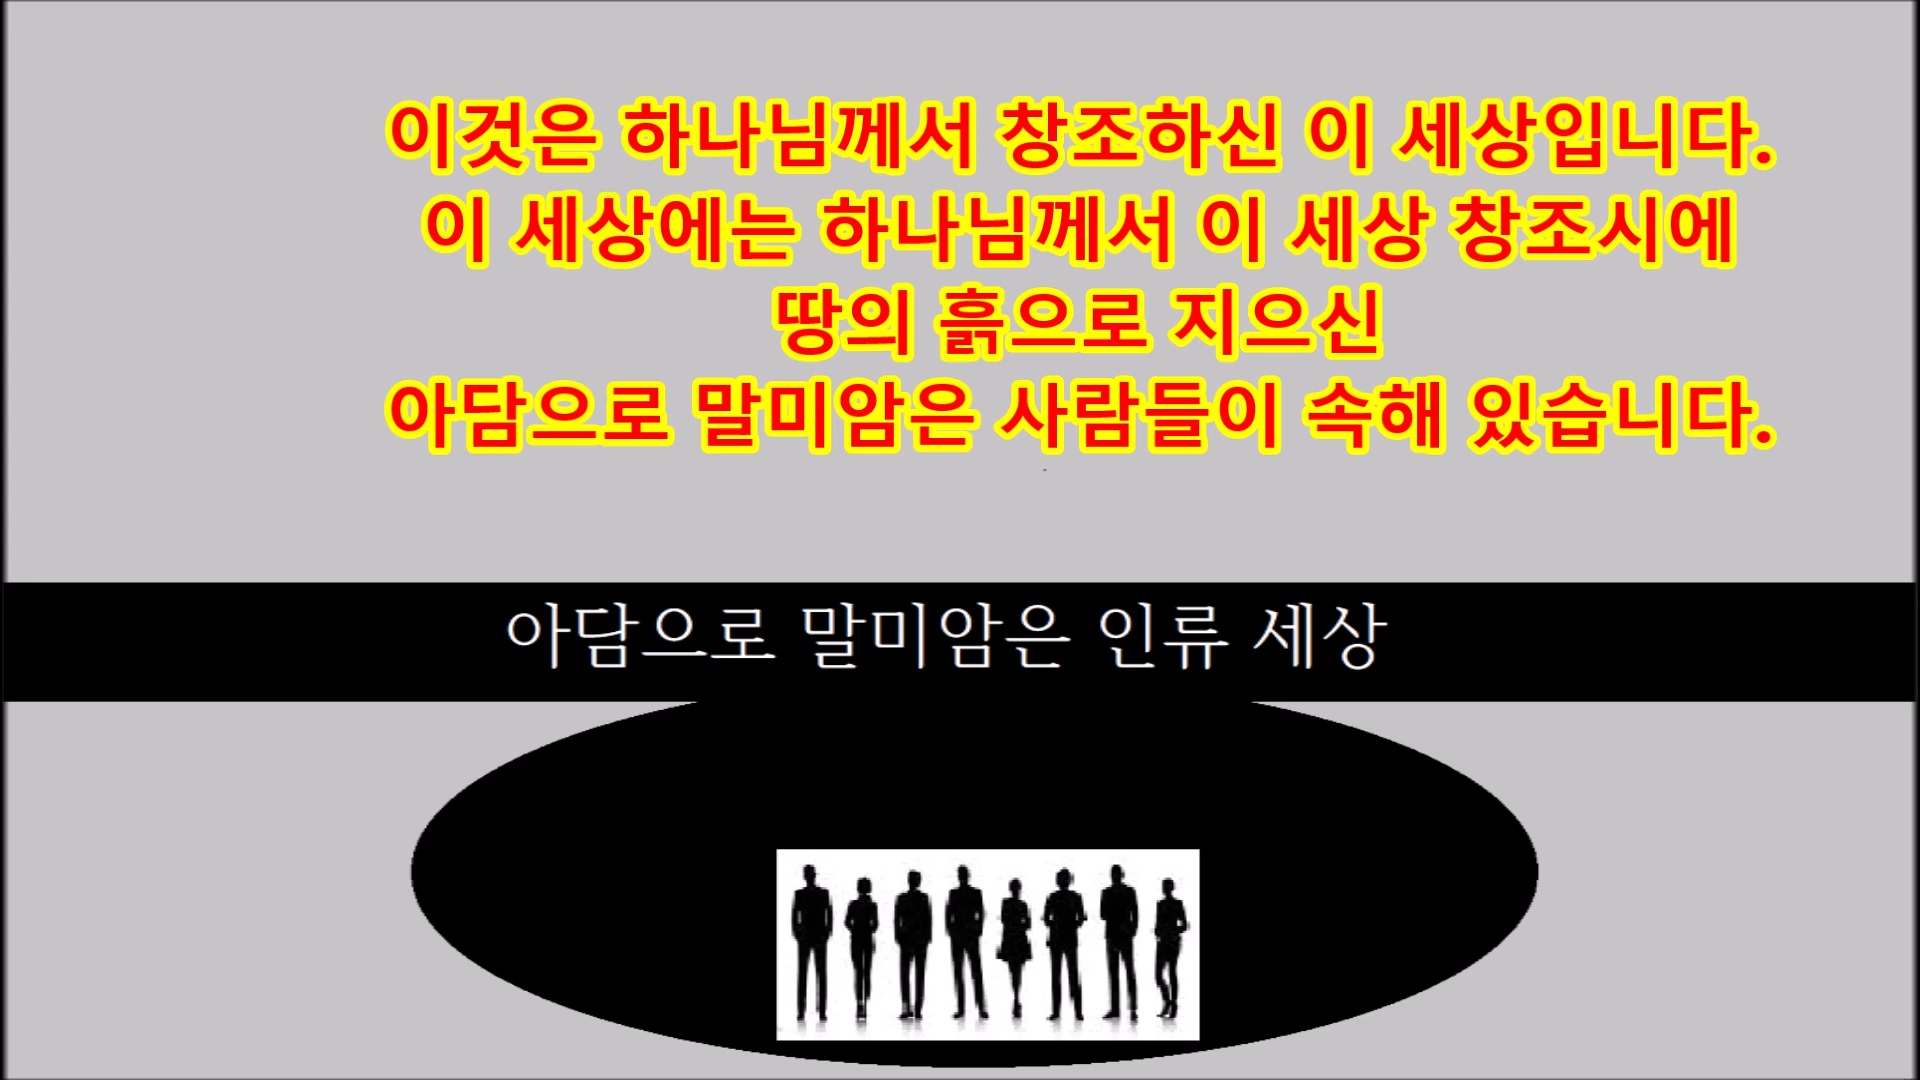 이것은 하나님께서 창조하신 이 세상입니다.
이 세상에는 하나님께서 이 세상 창조시에
땅의 흙으로 지으신
아담으로 말미암은 사람들이 속해 있습니다.
아담으로 말미암은 인류 세상